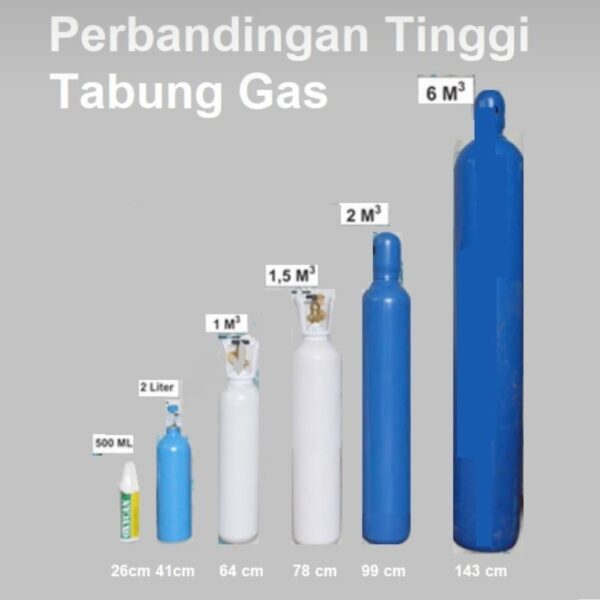 Perbandingan Tinggi
Tabung Gas
6 M³
2 M³
1,5 M³
1 M³
2 Liter
500 ML
OXYCAN
26cm 41cm 64 cm 78 cm 99 cm 143 cm